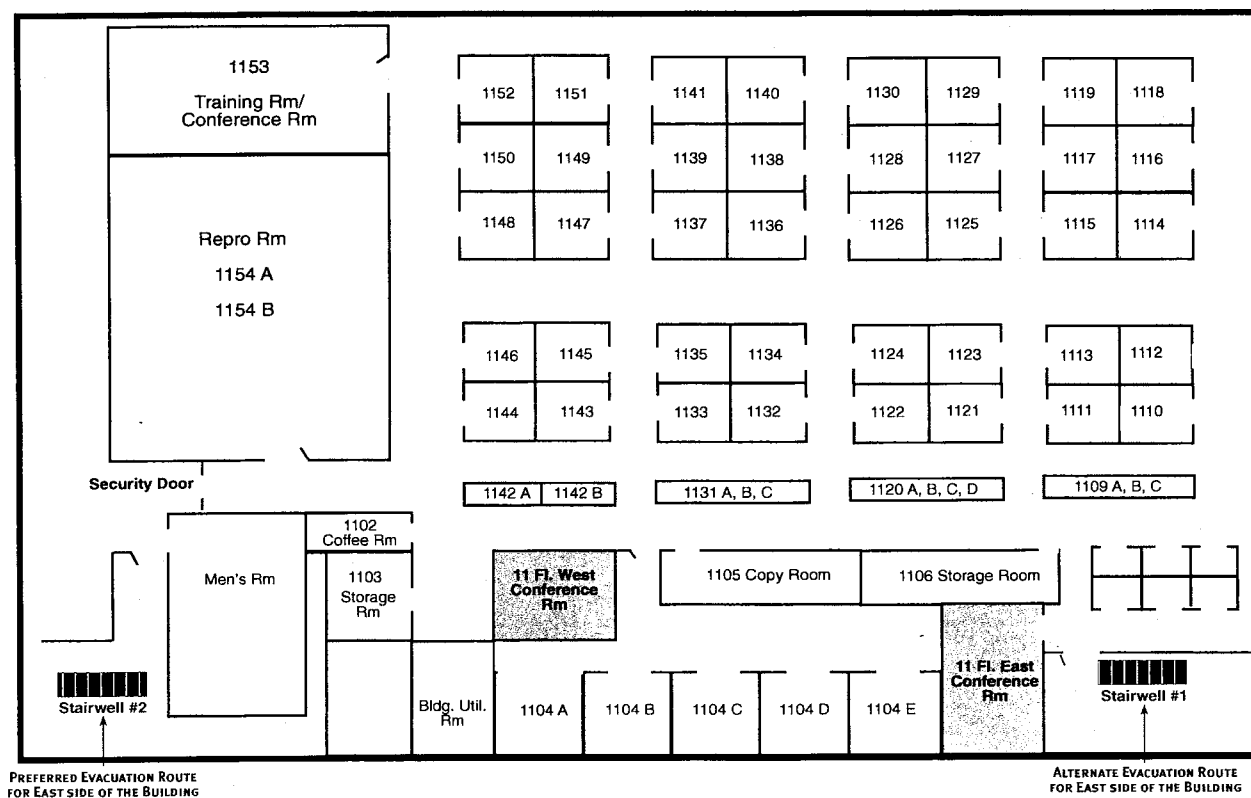 1153
Training Rm/
Conference Rm
1152 1151
1141 1140
1130 1129
1119 1118
1150 1149
1139 1138
1128 1127
1117 1116
1148 1147
1137 1136
1126 1125
1115 1114
Repro Rm
1154 A
1154 B
1146 1145
1135 1134
1124 1123
1113 1112
1144 1143
1133 1132
1122 1121
1111 1110
Security Door
1142 A 1142 B
1131 A, B, C
1120 A, B, C, D
1109 A, B, C
1102
Coffee Rm
Men's Rm
1103
Storage
Rm
11 Fl. West
Conference
Rm
1105 Copy Room
1106 Storage Room
11 Fl. East
Conference
Rm
Stairwell #2
Bldg. Util.
Rm
1104 A
1104 B
1104 C
1104 D
1104 E
Stairwell #1
PREFERRED EVACUATION ROUTE
FOR EAST SIDE OF THE BUILDING
ALTERNATE EVACUATION ROUTE
FOR EAST SIDE OF THE BUILDING